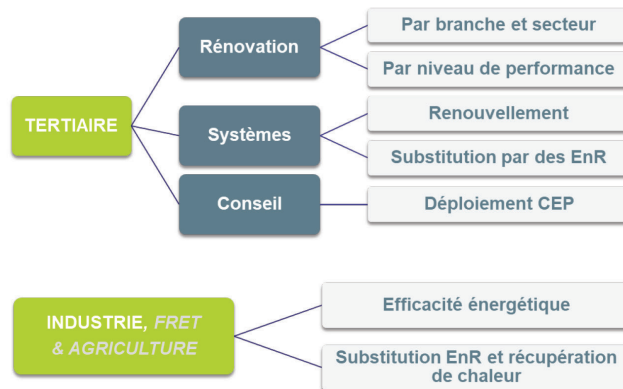 Par branche et secteur
Rénovation
Par niveau de performance
TERTIAIRE
Renouvellement
Systèmes
Substitution par des EnR
Conseil
Déploiement CEP
Efficacité énergétique
INDUSTRIE, FRET
& AGRICULTURE
Substitution EnR et récupération
de chaleur